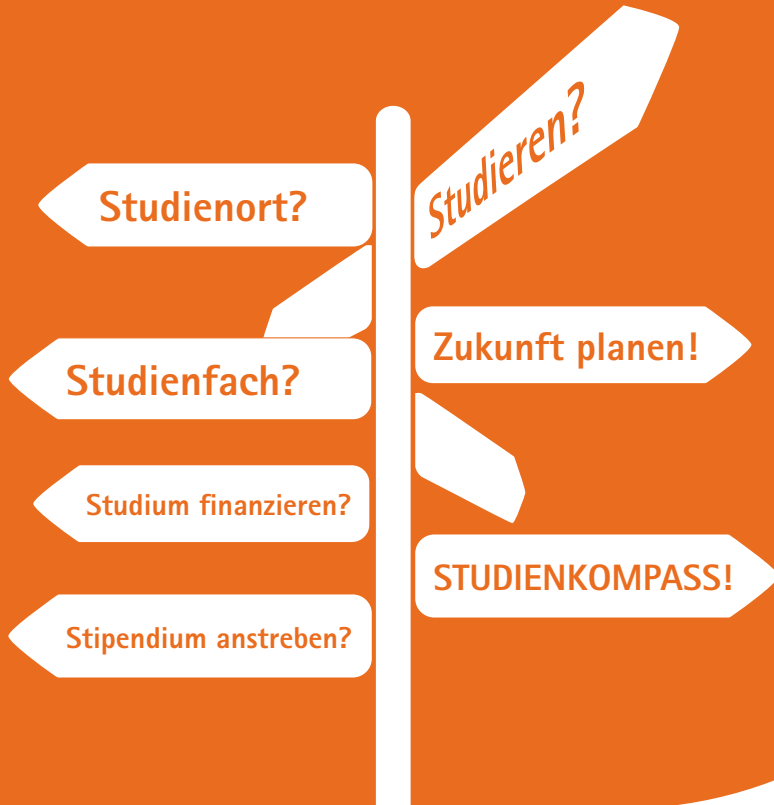 Studieren?
Studienort?
Zukunft planen!
Studienfach?
Studium finanzieren?
STUDIENKOMPASS!
Stipendium anstreben?